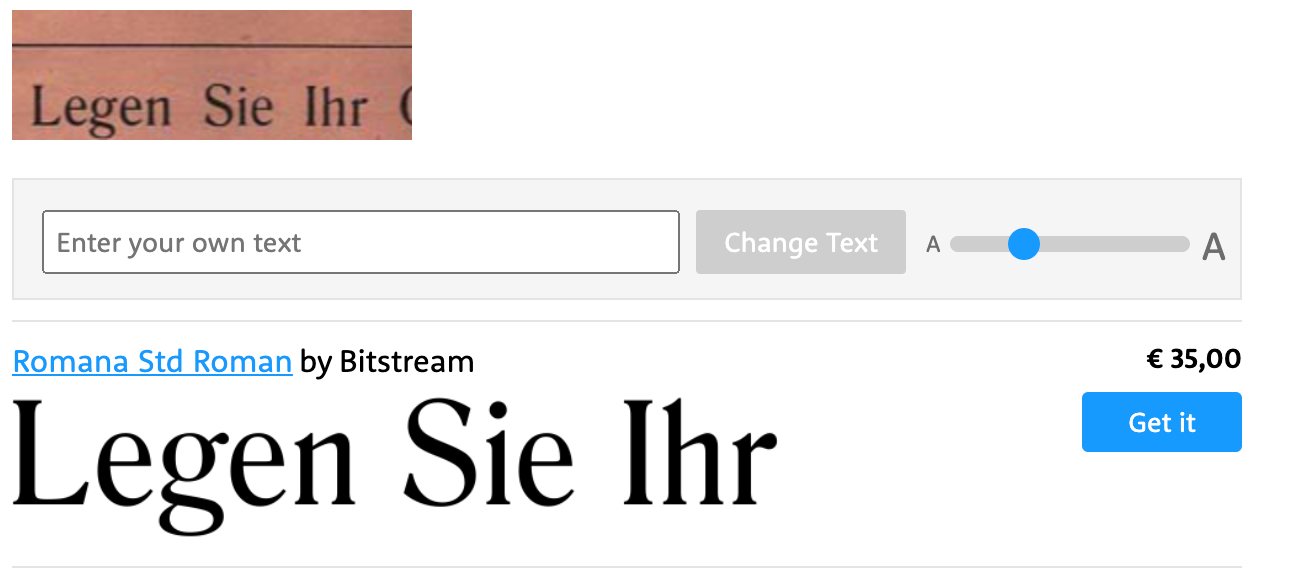 Legen Sie Ihr
Enter your own text
Change Text
A
A
Romana Std Roman by Bitstream
€ 35,00
Legen Sie Ihr
Get it